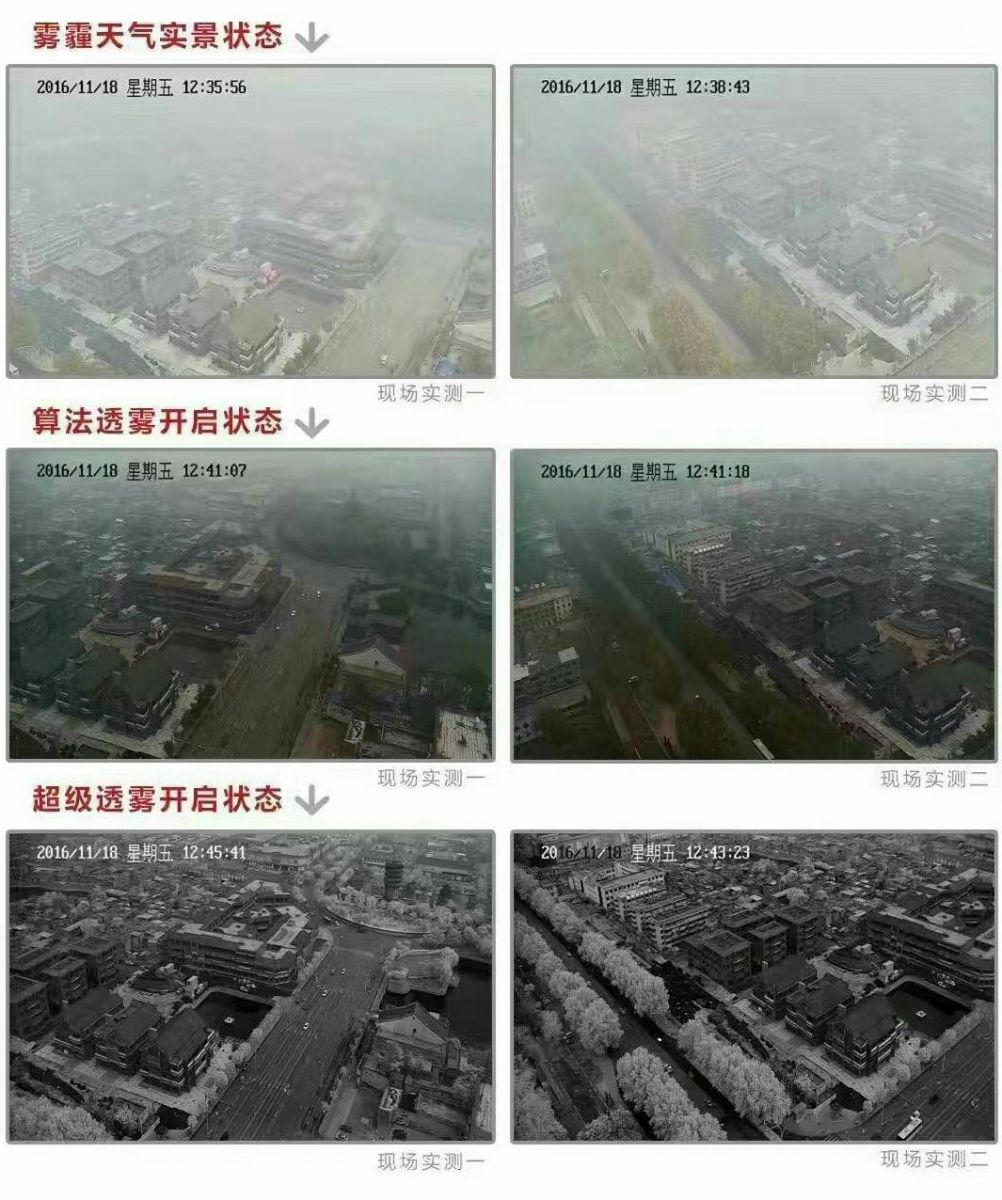 雾霾天气实景状态
2016/11/18 星期五 12:35:56
2016/11/18 星期五 12:38:43
现场实测一
现场实测二
算法透雾开启状态
2016/11/18 星期五 12:41:07
2016/11/18 星期五 12:41:18
现场实测一
现场实测二
超级透雾开启状态
2016/11/18 星期五 12:45:41
2016/11/18 星期五 12:43:23
现场实测一
现场实测二